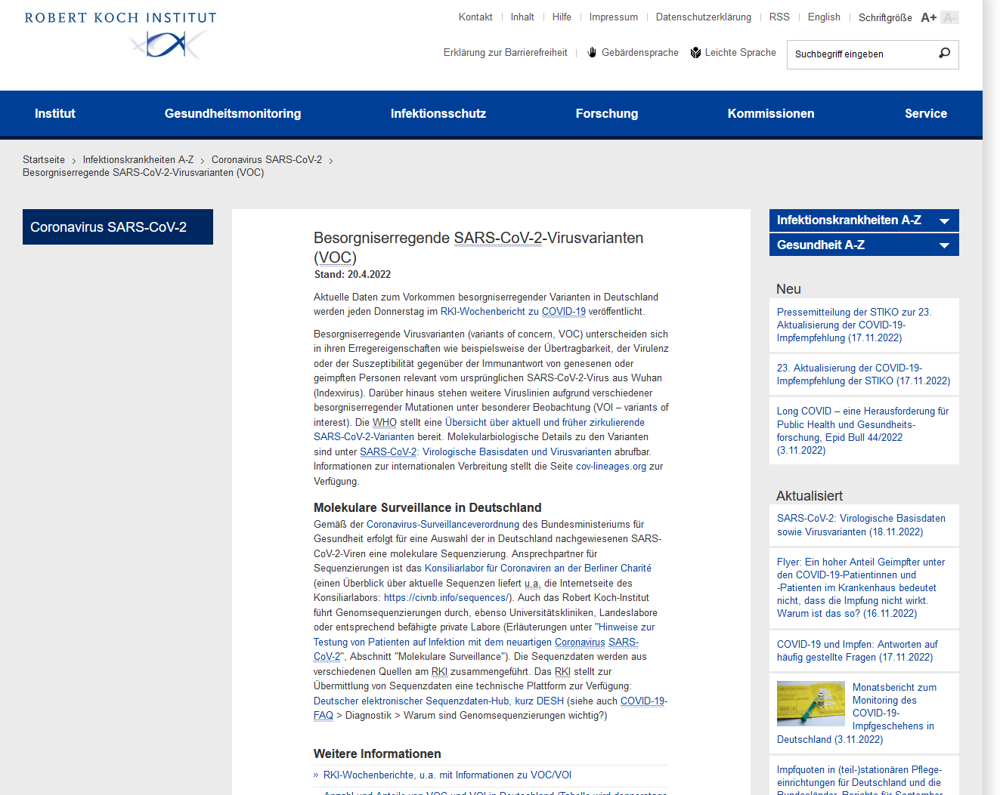 ROBERT KOCH INSTITUT
Kontakt
Inhalt
Hilfe
Impressum
Datenschutzerklärung
RSS
English
Schriftgröße A+ A-
Erklärung zur Barrierefreiheit
Gebärdensprache
Leichte Sprache
Suchbegriff eingeben
Institut
Gesundheitsmonitoring
Infektionsschutz
Forschung
Kommissionen
Service
Startseite
Infektionskrankheiten A-Z
Coronavirus SARS-CoV-2
Besorgniserregende SARS-CoV-2-Virusvarianten (VOC)
Coronavirus SARS-CoV-2
Besorgniserregende SARS-CoV-2-Virusvarianten
(VOC)
Stand: 20.4.2022
Aktuelle Daten zum Vorkommen besorgniserregender Varianten in Deutschland
werden jeden Donnerstag im RKI-Wochenbericht zu COVID-19 veröffentlicht.
Besorgniserregende Virusvarianten (variants of concern, VOC) unterscheiden sich
in ihren Erregereigenschaften wie beispielsweise der Übertragbarkeit, der Virulenz
oder der Suszeptibilität gegenüber der Immunantwort von genesenen oder
geimpften Personen relevant vom ursprünglichen SARS-CoV-2-Virus aus Wuhan
(Indexvirus). Darüber hinaus stehen weitere Viruslinien aufgrund verschiedener
besorgniserregender Mutationen unter besonderer Beobachtung (VOI – variants of
interest). Die WHO stellt eine Übersicht über aktuell und früher zirkulierende
SARS-CoV-2-Varianten bereit. Molekularbiologische Details zu den Varianten
sind unter SARS-CoV-2: Virologische Basisdaten und Virusvarianten abrufbar.
Informationen zur internationalen Verbreitung stellt die Seite cov-lineages.org zur
Verfügung.
Molekulare Surveillance in Deutschland
Gemäß der Coronavirus-Surveillanceverordnung des Bundesministeriums für
Gesundheit erfolgt für eine Auswahl der in Deutschland nachgewiesenen SARS-
CoV-2-Viren eine molekulare Sequenzierung. Ansprechpartner für
Sequenzierungen ist das Konsiliarlabor für Coronaviren an der Berliner Charité
(einen Überblick über aktuelle Sequenzen liefert u.a. die Internetseite des
Konsiliarlabors: https://civnb.info/sequences/). Auch das Robert Koch-Institut
führt Genomsequenzierungen durch, ebenso Universitätskliniken, Landeslabore
oder entsprechend befähigte private Labore (Erläuterungen unter "Hinweise zur
Testung von Patienten auf Infektion mit dem neuartigen Coronavirus SARS-
CoV-2", Abschnitt "Molekulare Surveillance"). Die Sequenzdaten werden aus
verschiedenen Quellen am RKI zusammengeführt. Das RKI stellt zur
Übermittlung von Sequenzdaten eine technische Plattform zur Verfügung:
Deutscher elektronischer Sequenzdaten-Hub, kurz DESH (siehe auch COVID-19-
FAQ > Diagnostik > Warum sind Genomsequenzierungen wichtig?)
Weitere Informationen
» RKI-Wochenberichte, u.a. mit Informationen zu VOC/VOI
Anzahl und Anteile von VOC und VOI in Deutschland (Tabelle wird donnerstags
Infektionskrankheiten A-Z
Gesundheit A-Z
Neu
Pressemitteilung der STIKO zur 23.
Aktualisierung der COVID-19-
Impfempfehlung (17.11.2022)
23. Aktualisierung der COVID-19-
Impfempfehlung der STIKO (17.11.2022)
Long COVID – eine Herausforderung für
Public Health und Gesundheits-
forschung, Epid Bull 44/2022
(3.11.2022)
Aktualisiert
SARS-CoV-2: Virologische Basisdaten
sowie Virusvarianten (18.11.2022)
Flyer: Ein hoher Anteil Geimpfter unter
den COVID-19-Patientinnen und
-Patienten im Krankenhaus bedeutet
nicht, dass die Impfung nicht wirkt.
Warum ist das so? (16.11.2022)
COVID-19 und Impfen: Antworten auf
häufig gestellte Fragen (17.11.2022)
Monatsbericht zum
Monitoring des
COVID-19-
Impfgeschehens in
Deutschland (3.11.2022)
Impfquoten in (teil-)stationären Pflege-
einrichtungen für Deutschland und die
Bundesländer, Berichte für September